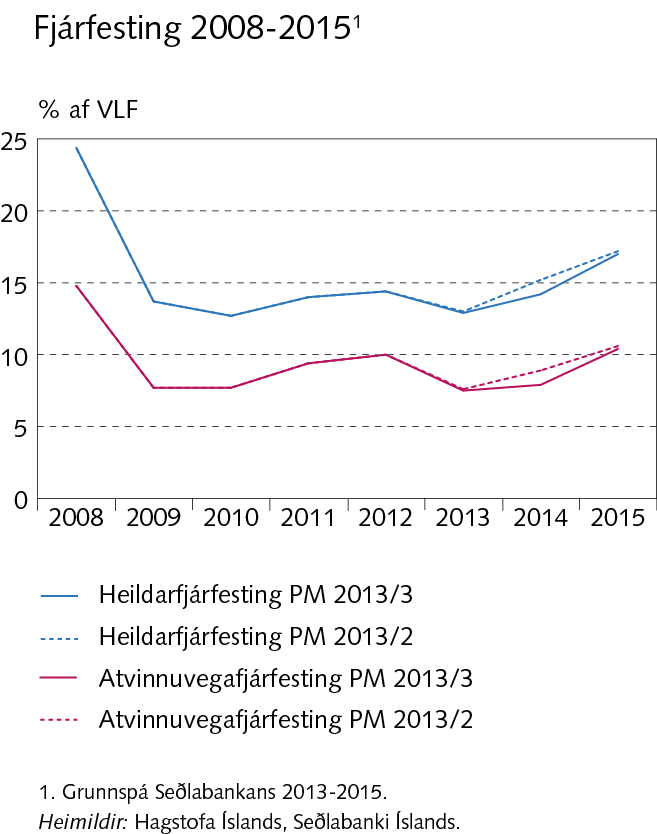 Fjárfesting 2008-2015¹
% af VLF
25
20
15
10
5
0
2008 2009 2010 2011 2012 2013 2014 2015
Heildarfjárfesting PM 2013/3
Heildarfjárfesting PM 2013/2
Atvinnuvegafjárfesting PM 2013/3
Atvinnuvegafjárfesting PM 2013/2
1. Grunnspá Seðlabankans 2013-2015.
Heimildir: Hagstofa Íslands, Seðlabanki Íslands.